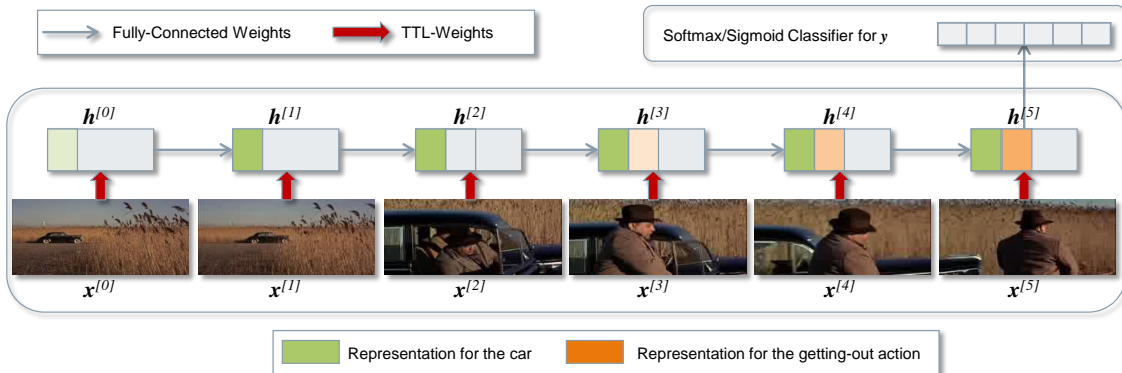 Fully-Connected Weights TTL-Weights
Softmax/Sigmoid Classifier for y
h[0] h[1] h[2] h[3] h[4] h[5]
x[0] x[1] x[2] x[3] x[4] x[5]
Representation for the car Representation for the getting-out action